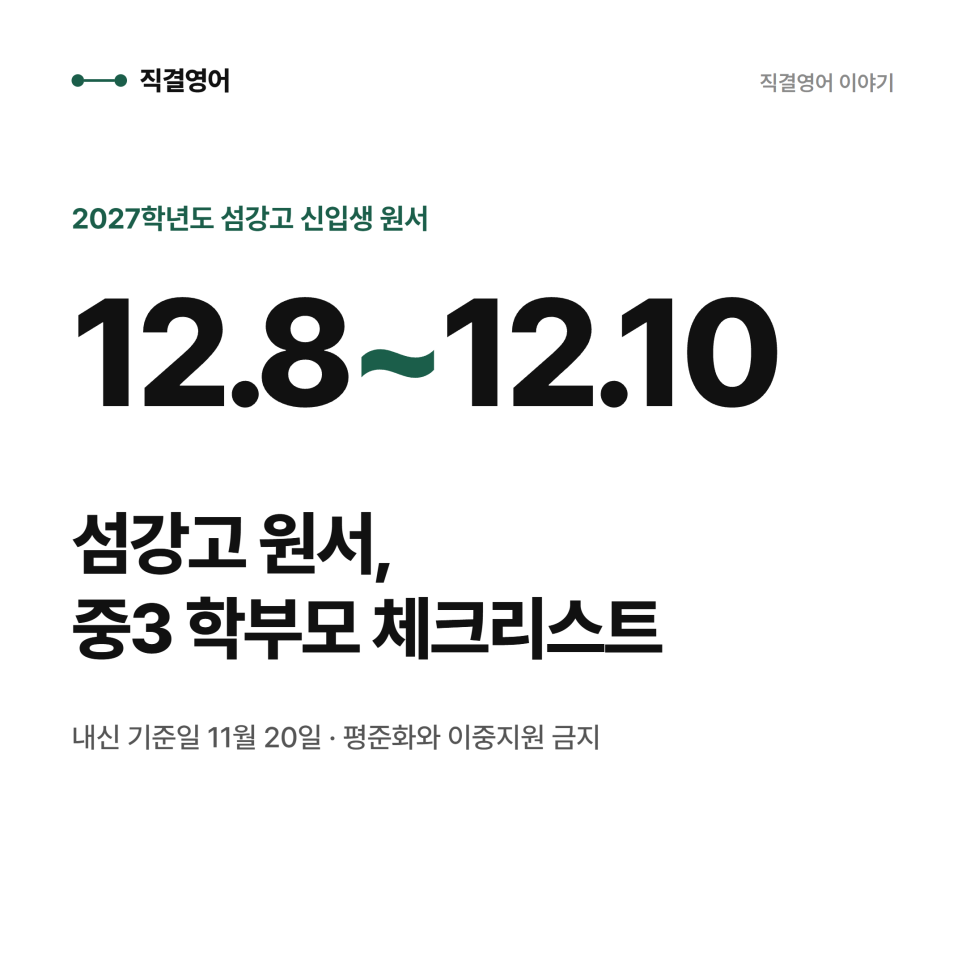 직결영어
직결영어 이야기
2027학년도 섬강고 신입생 원서
12.8~12.10
섬강고 원서,
중3 학부모 체크리스트
내신 기준일 11월 20일 · 평준화와 이중지원 금지